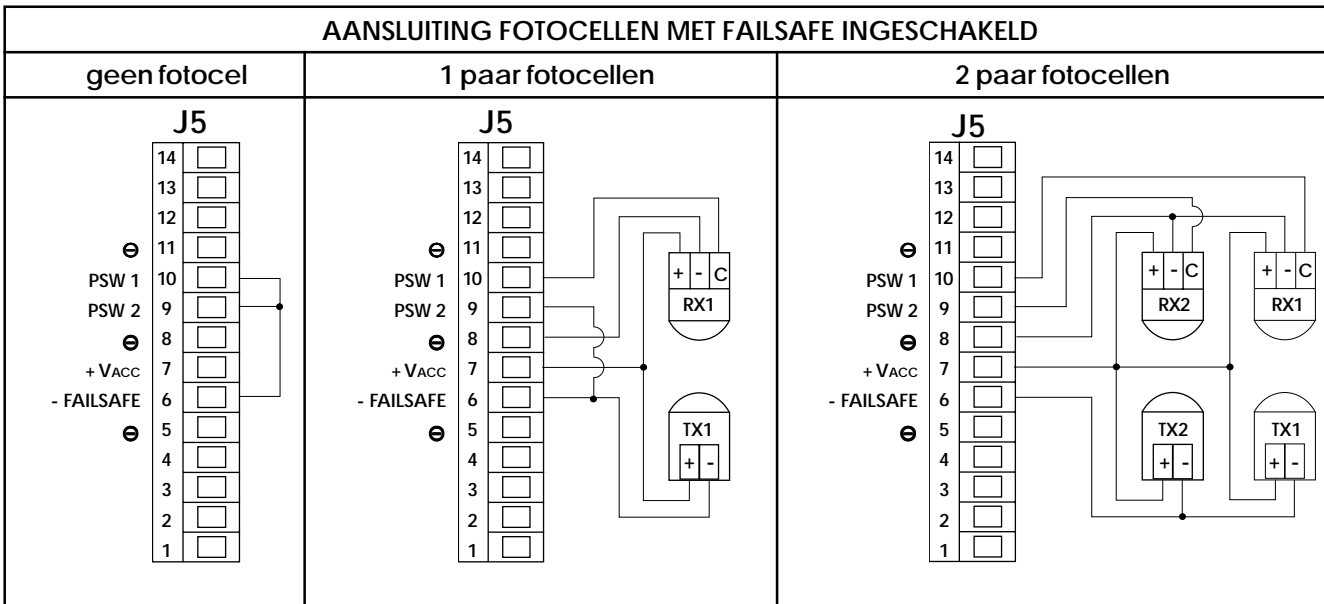 AANSLUITING FOTOCELLEN MET FAILSAFE INGESCHAKELD
geen fotocel
1 paar fotocellen
2 paar fotocellen
J5
14
13
12
⊖ 11
PSW 1 10
PSW 2 9
⊖ 8
+ VACC 7
- FAILSAFE 6
⊖ 5
4
3
2
1
J5
14
13
12
⊖ 11
PSW 1 10
PSW 2 9
⊖ 8
+ VACC 7
- FAILSAFE 6
⊖ 5
4
3
2
1
+ - C
RX1
TX1
+ -
J5
14
13
12
⊖ 11
PSW 1 10
PSW 2 9
⊖ 8
+ VACC 7
- FAILSAFE 6
⊖ 5
4
3
2
1
+ - C
RX2
+ - C
RX1
TX2
+ -
TX1
+ -